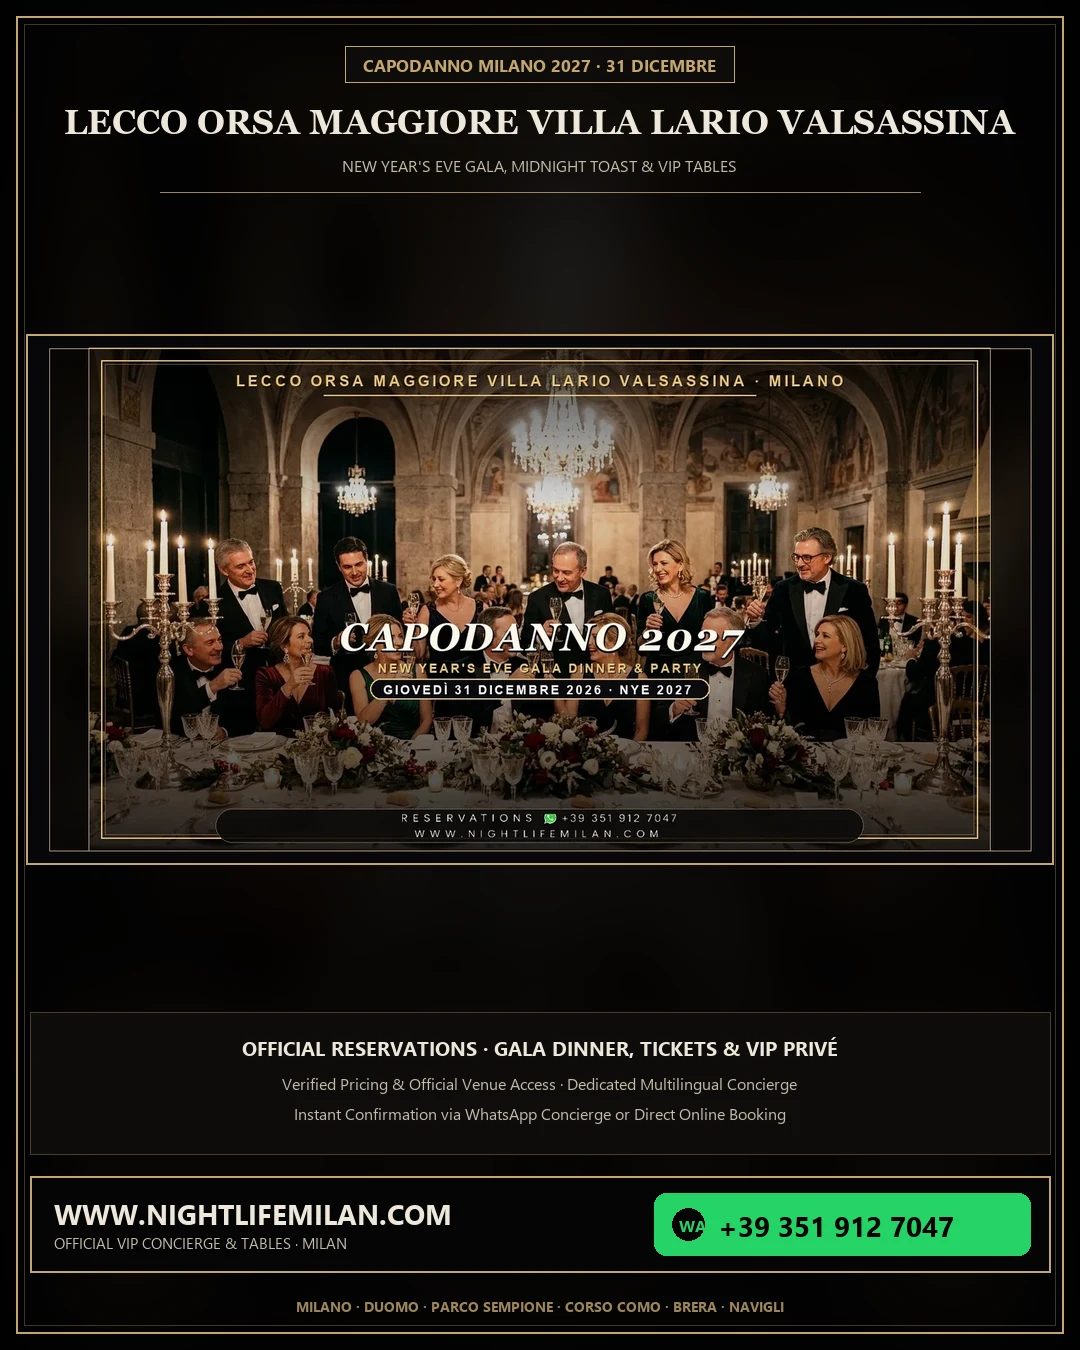 CAPODANNO MILANO 2027 · 31 DICEMBRE
LECCO ORSA MAGGIORE VILLA LARIO VALSASSINA
NEW YEAR'S EVE GALA, MIDNIGHT TOAST & VIP TABLES
LECCO ORSA MAGGIORE VILLA LARIO VALSASSINA · MILANO
CAPODANNO 2027
NEW YEAR'S EVE GALA DINNER & PARTY
GIOVEDÌ 31 DICEMBRE 2026 · NYE 2027
RESERVATIONS +39 351 912 7047
WWW.NIGHTLIFEMILAN.COM
OFFICIAL RESERVATIONS · GALA DINNER, TICKETS & VIP PRIVÉ
Verified Pricing & Official Venue Access · Dedicated Multilingual Concierge
Instant Confirmation via WhatsApp Concierge or Direct Online Booking
WWW.NIGHTLIFEMILAN.COM
OFFICIAL VIP CONCIERGE & TABLES · MILAN
WA +39 351 912 7047
MILANO · DUOMO · PARCO SEMPIONE · CORSO COMO · BRERA · NAVIGLI